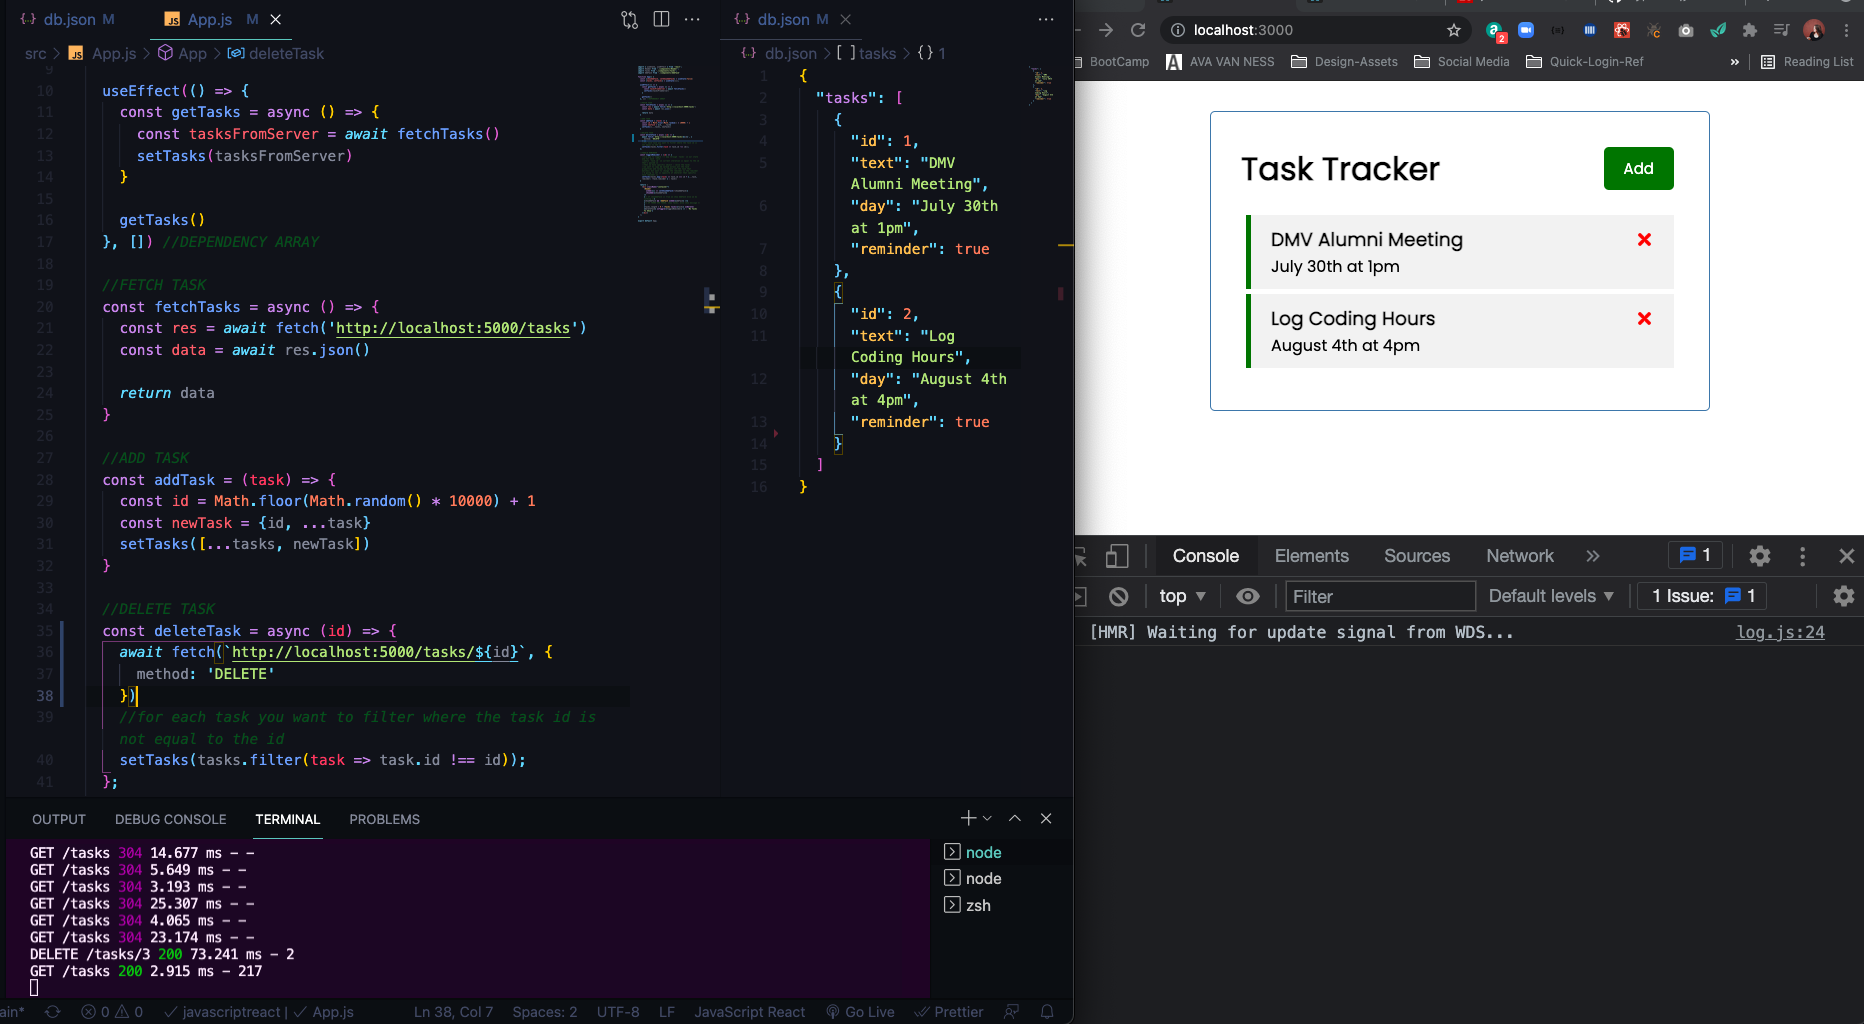 db.json M
App.js M
src > App.js > App > deleteTask
9
10 useEffect(() => {
11 const getTasks = async () => {
12 const tasksFromServer = await fetchTasks()
13 setTasks(tasksFromServer)
14 }
15
16 getTasks()
17 }, []) //DEPENDENCY ARRAY
18
19 //FETCH TASK
20 const fetchTasks = async () => {
21 const res = await fetch('http://localhost:5000/tasks')
22 const data = await res.json()
23
24 return data
25 }
26
27 //ADD TASK
28 const addTask = (task) => {
29 const id = Math.floor(Math.random() * 10000) + 1
30 const newTask = {id, ...task}
31 setTasks([...tasks, newTask])
32 }
33
34 //DELETE TASK
35 const deleteTask = async (id) => {
36 await fetch(`http://localhost:5000/tasks/${id}`, {
37 method: 'DELETE'
38 })
39 //for each task you want to filter where the task id is
not equal to the id
40 setTasks(tasks.filter(task => task.id !== id));
41 };
db.json M
db.json > [ ] tasks > {} 1
1 {
2 "tasks": [
3 {
4 "id": 1,
5 "text": "DMV
Alumni Meeting",
6 "day": "July 30th
at 1pm",
7 "reminder": true
8 },
9 {
10 "id": 2,
11 "text": "Log
Coding Hours",
12 "day": "August 4th
at 4pm",
13 "reminder": true
14 }
15 ]
16 }
OUTPUT DEBUG CONSOLE TERMINAL PROBLEMS
GET /tasks 304 14.677 ms - -
GET /tasks 304 5.649 ms - -
GET /tasks 304 3.193 ms - -
GET /tasks 304 25.307 ms - -
GET /tasks 304 4.065 ms - -
GET /tasks 304 23.174 ms - -
DELETE /tasks/3 200 73.241 ms - 2
GET /tasks 200 2.915 ms - 217
node
node
zsh
ain* 0 0 javascriptreact | App.js Ln 38, Col 7 Spaces: 2 UTF-8 LF JavaScript React Go Live Prettier
localhost:3000
2
BootCamp AVA VAN NESS Design-Assets Social Media Quick-Login-Ref » Reading List
Task Tracker
Add
DMV Alumni Meeting
July 30th at 1pm
Log Coding Hours
August 4th at 4pm
Console Elements Sources Network » 1
top Filter Default levels 1 Issue: 1
[HMR] Waiting for update signal from WDS... log.js:24